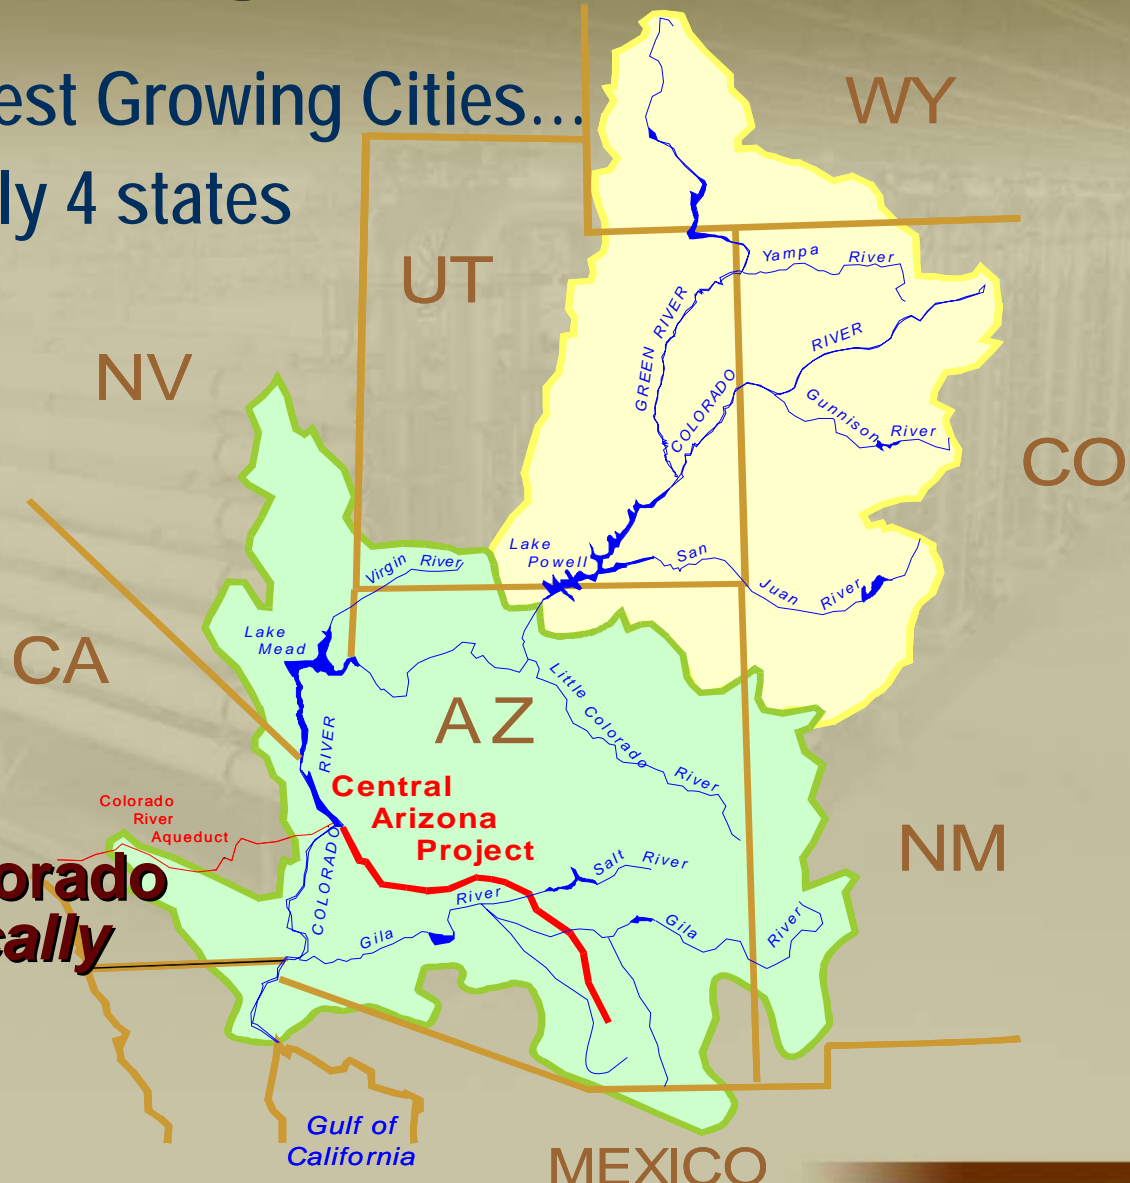 est Growing Cities...
ly 4 states
WY
UT
Yampa River
GREEN RIVER
RIVER
COLORADO
NV
Gunnison River
CO
Lake
Powell
San
Juan River
Virgin River
Lake
Mead
CA
AZ
Little Colorado River
RIVER
COLORADO
Central
Arizona
Project
Colorado
River
Aqueduct
NM
orado
cally
Salt River
River
Gila
Gila
River
Gulf of
California
MEXICO